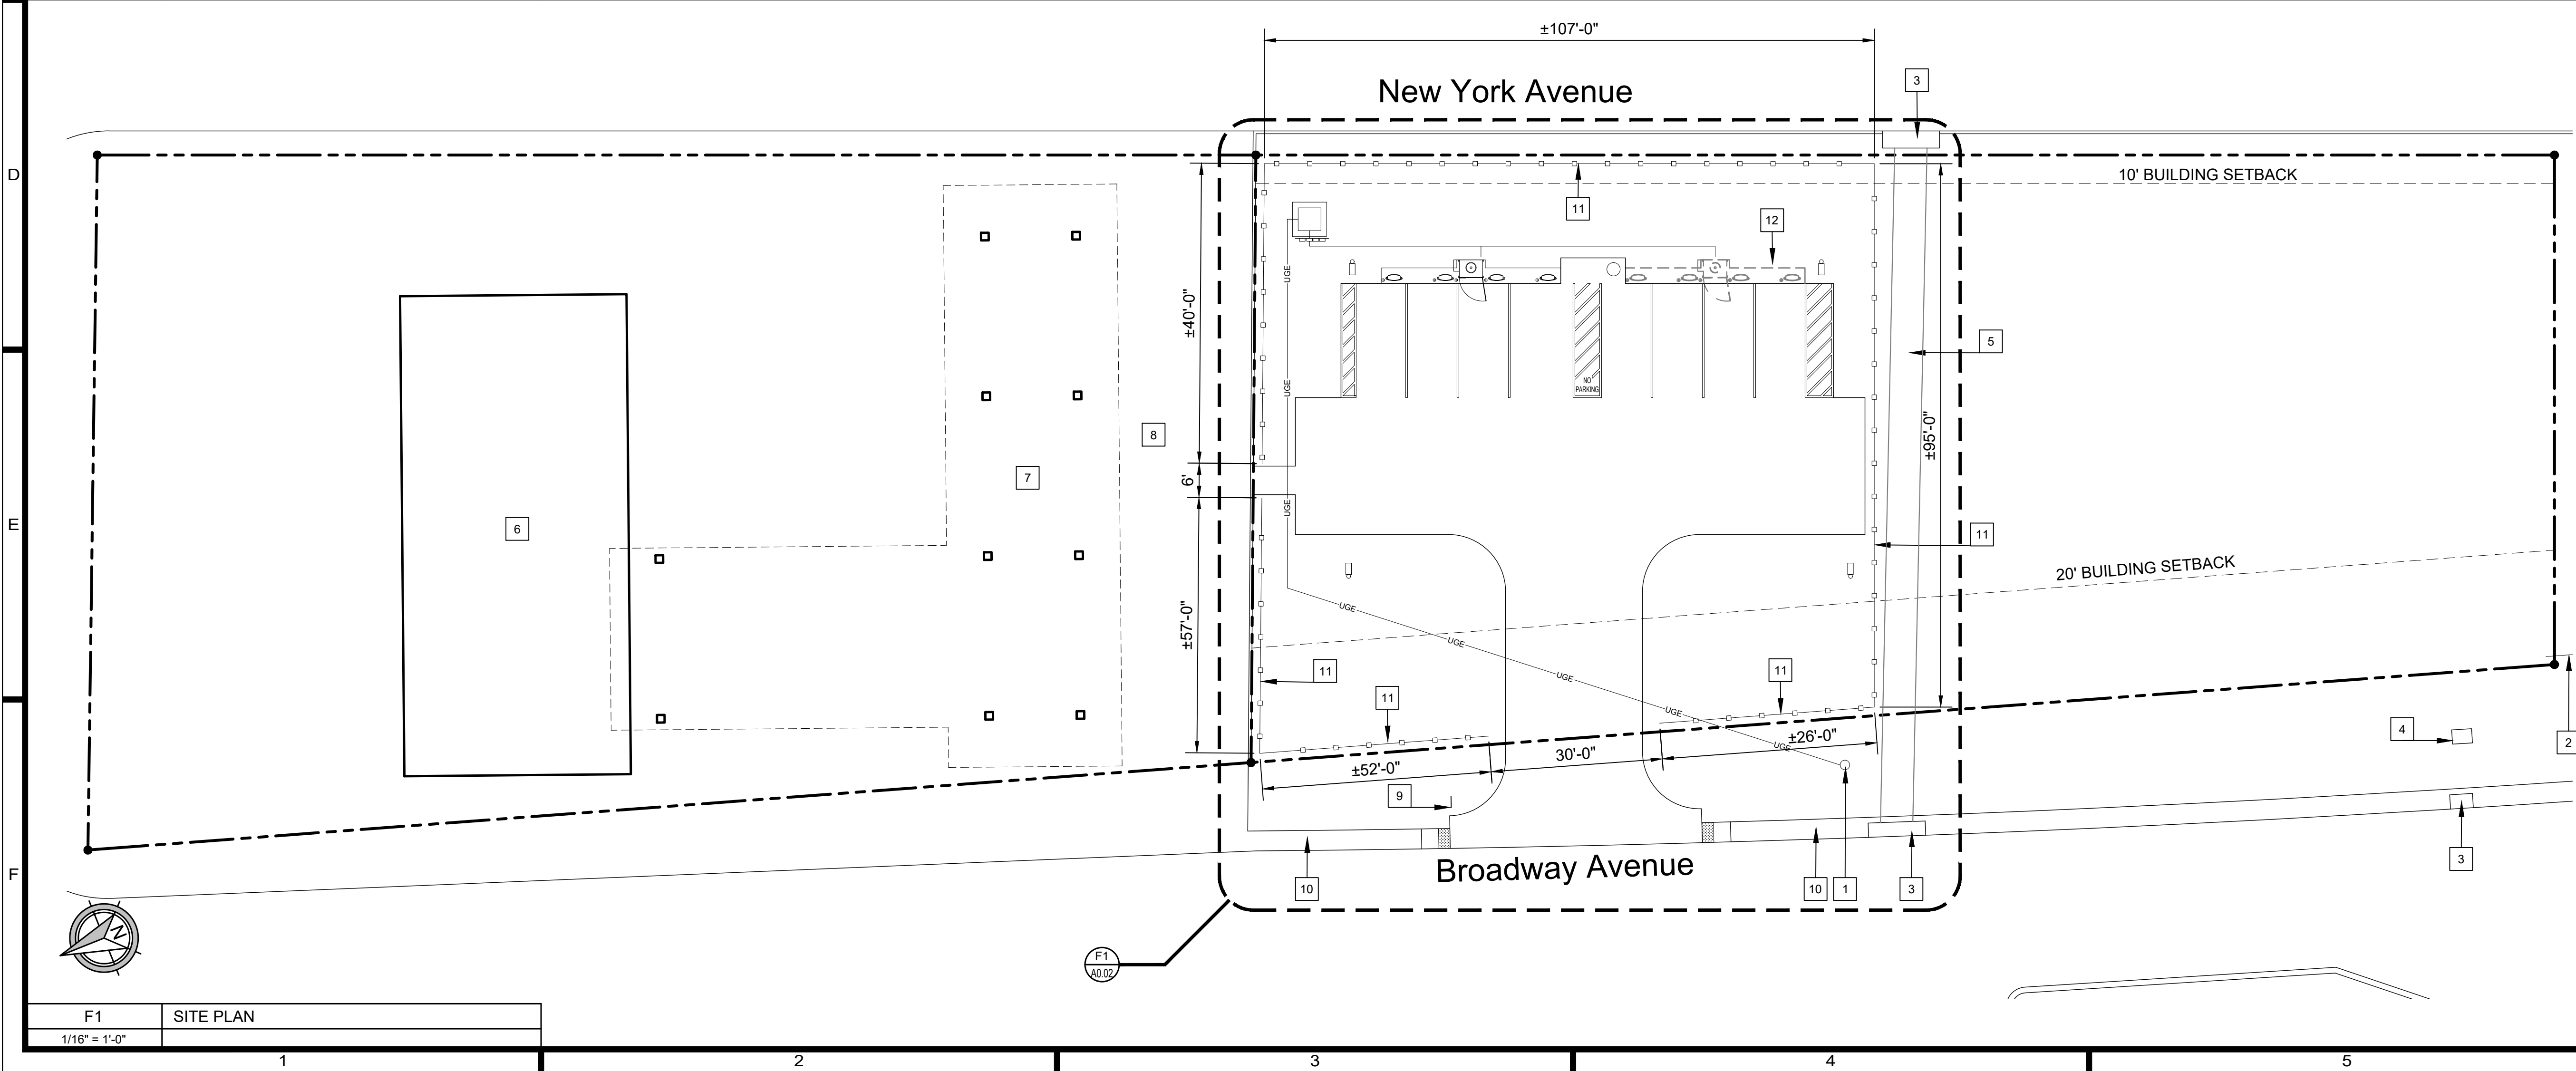 ±107'-0"
New York Avenue
3
D
10' BUILDING SETBACK
11
12
UGE
±40'-0"
5
UGE
NO
PARKING
±95'-0"
8
7
6'
UGE
E
6
11
20' BUILDING SETBACK
UGE
±57'-0"
UGE
11
11
UGE
11
UGE
4
2
±26'-0"
UGE
30'-0"
±52'-0"
9
3
Broadway Avenue
F
10
10
1
3
N
F1
A0.02
F1
SITE PLAN
1/16" = 1'-0"
1
2
3
4
5